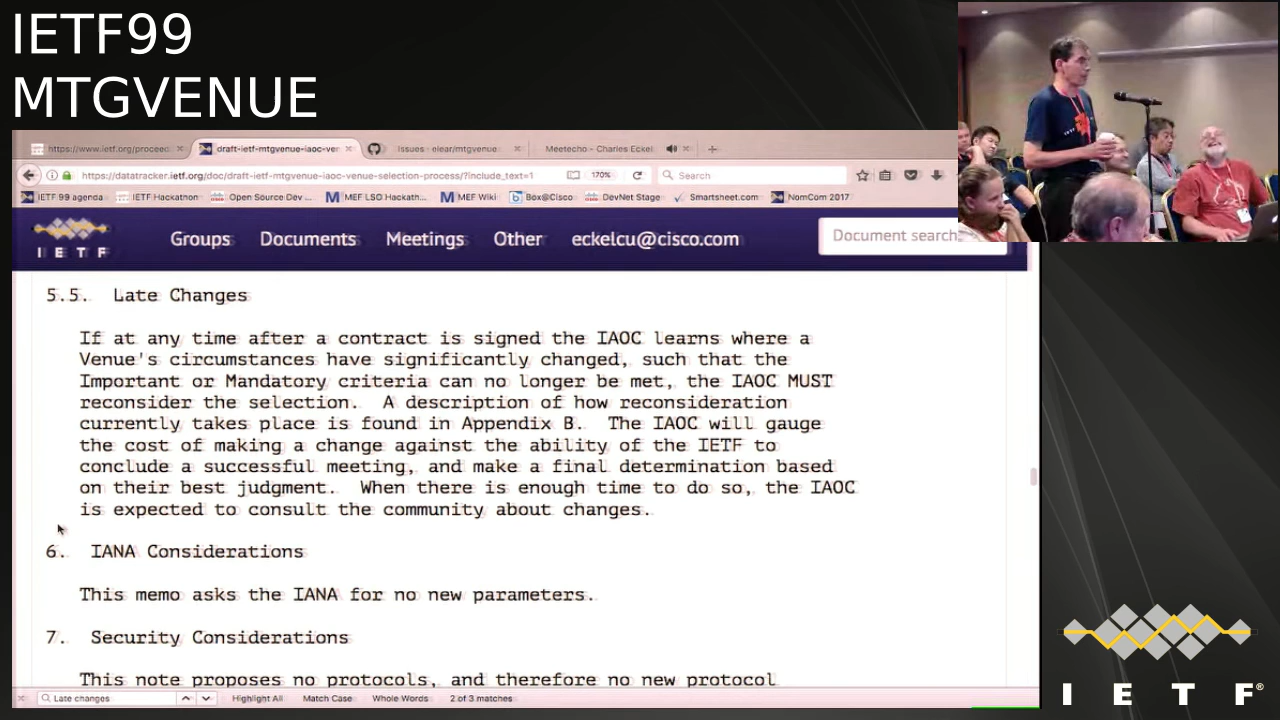 IETF99
MTGVENUE
https://www.ietf.org/proceed
draft-ietf-mtgvenue-iaoc-ver
Issues · elear/mtgvenue
Meetecho - Charles Eckel
https://datatracker.ietf.org/doc/draft-ietf-mtgvenue-iaoc-venue-selection-process/?include_text=1
170%
Search
IETF 99 agenda
IETF Hackathon
Open Source Dev ...
MEF LSO Hackath...
MEF Wiki
Box@Cisco
DevNet Stage
Smartsheet.com
NomCom 2017
I E T F
Groups
Documents
Meetings
Other
eckelcu@cisco.com
Document search
5.5. Late Changes
If at any time after a contract is signed the IAOC learns where a
Venue's circumstances have significantly changed, such that the
Important or Mandatory criteria can no longer be met, the IAOC MUST
reconsider the selection. A description of how reconsideration
currently takes place is found in Appendix B. The IAOC will gauge
the cost of making a change against the ability of the IETF to
conclude a successful meeting, and make a final determination based
on their best judgment. When there is enough time to do so, the IAOC
is expected to consult the community about changes.
6. IANA Considerations
This memo asks the IANA for no new parameters.
7. Security Considerations
This note proposes no protocols, and therefore no new protocol
Late changes
Highlight All
Match Case
Whole Words
2 of 3 matches
I E T F®